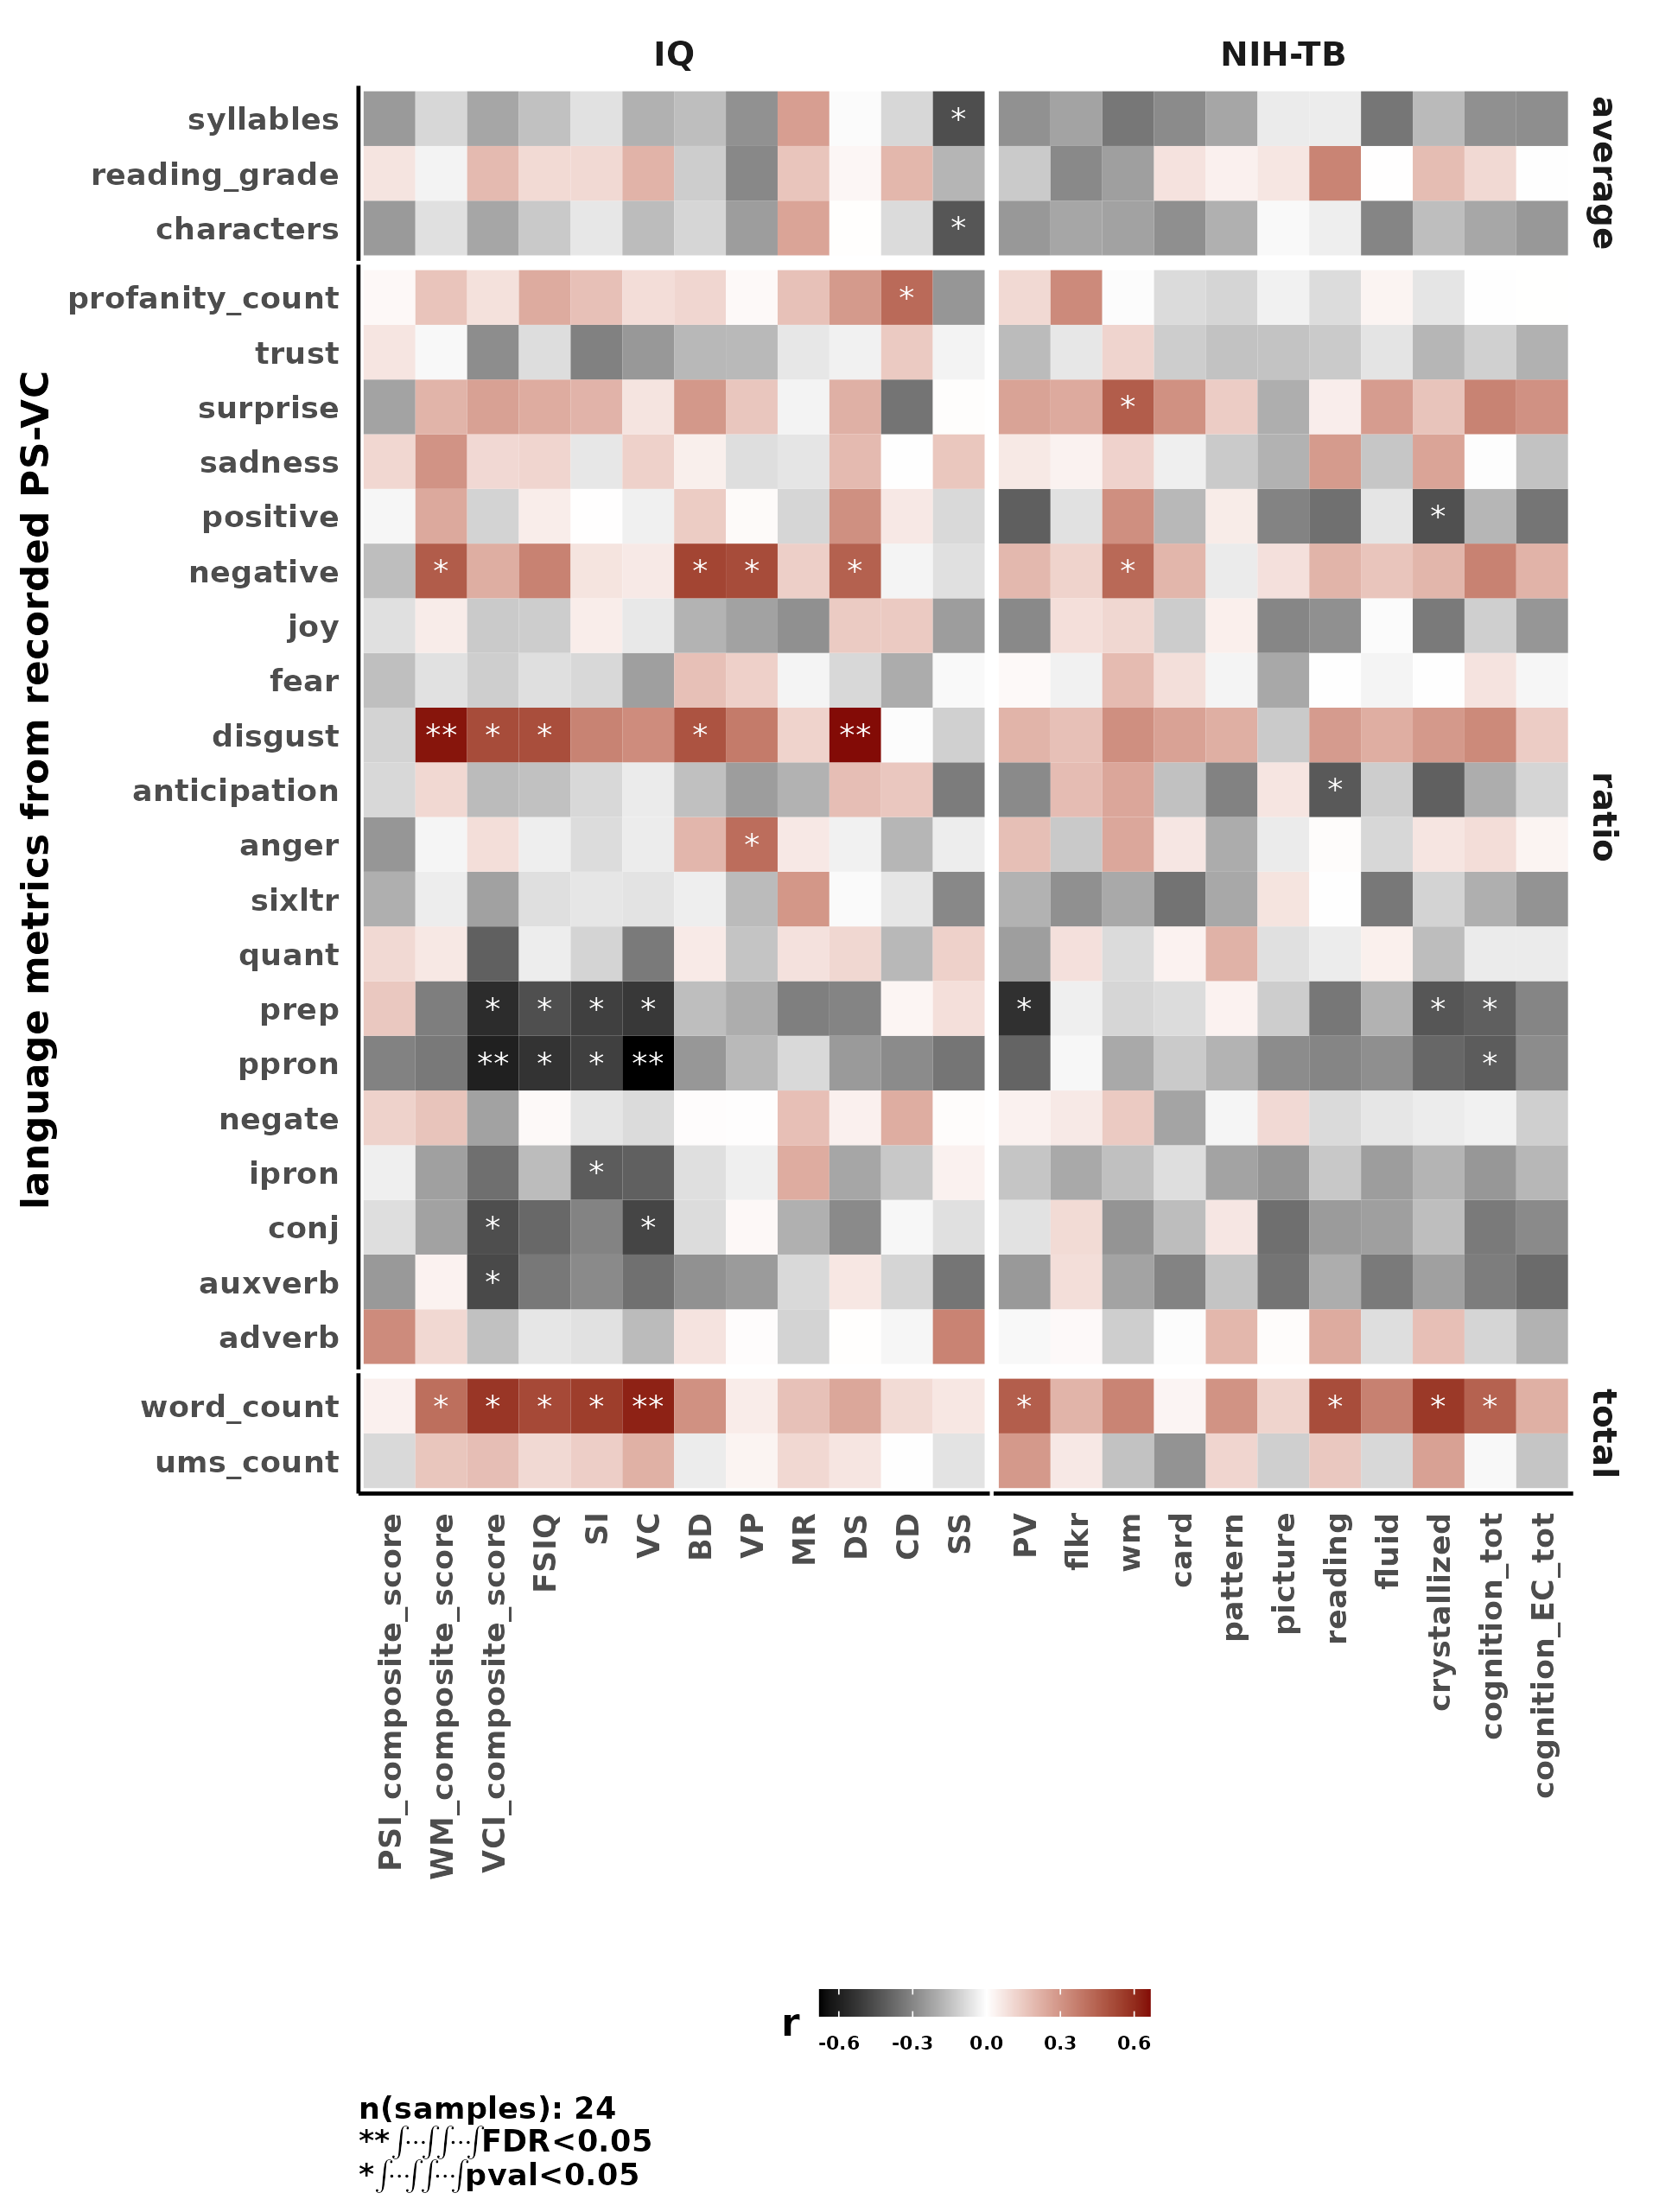 IQ NIH-TB
language metrics from recorded PS-VC
average
syllables *
reading_grade
characters *
ratio
profanity_count *
trust
surprise *
sadness
positive *
negative * * * * *
joy
fear
disgust ** * * * **
anticipation *
anger *
sixltr
quant
prep * * * * * * *
ppron ** * * ** *
negate
ipron *
conj * *
auxverb *
adverb
total
word_count * * * * ** * * * *
ums_count
PSI_composite_score
WM_composite_score
VCI_composite_score
FSIQ
SI
VC
BD
VP
MR
DS
CD
SS
PV
flkr
wm
card
pattern
picture
reading
fluid
crystallized
cognition_tot
cognition_EC_tot
r
-0.6 -0.3 0.0 0.3 0.6
n(samples): 24
**∫⋯∫∫⋯∫FDR<0.05
*∫⋯∫∫⋯∫pval<0.05